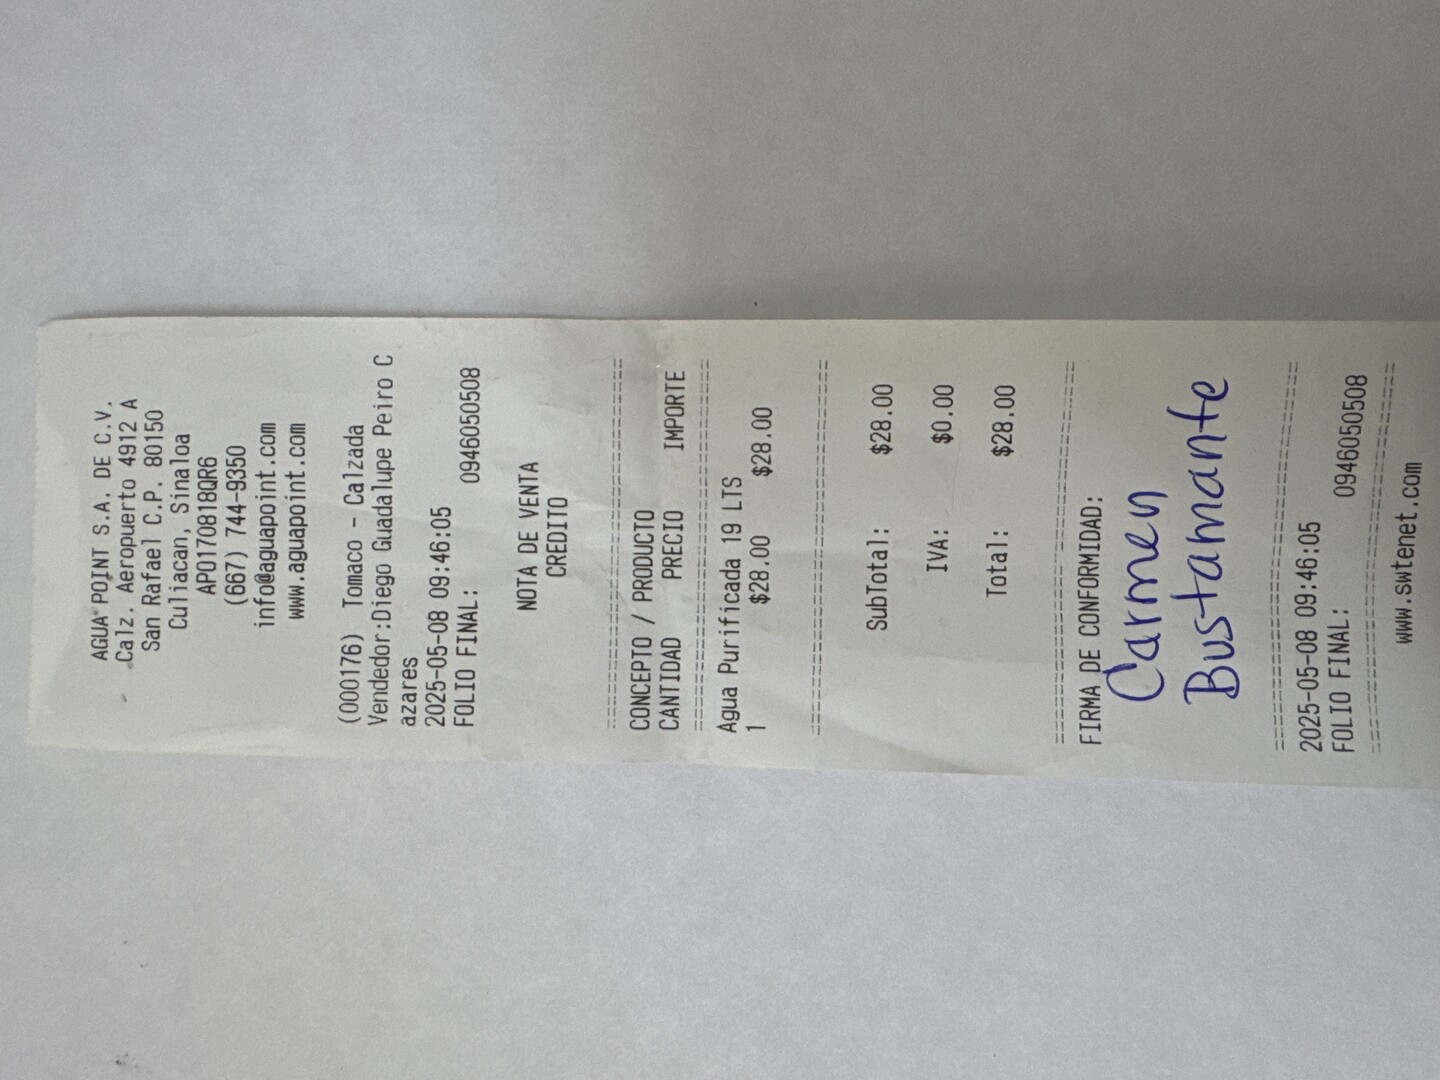 AGUA POINT S.A. DE C.V.
Calz. Aeropuerto 4912 A
San Rafael C.P. 80150
Culiacan, Sinaloa
APO170818QR6
(667) 744-9350
info@aguapoint.com
www.aguapoint.com
(000176) Tomaco - Calzada
Vendedor:Diego Guadalupe Peiro C
azares
2025-05-08 09:46:05
FOLIO FINAL: 0946050508
NOTA DE VENTA
CREDITO
================================
CONCEPTO / PRODUCTO
CANTIDAD PRECIO IMPORTE
================================
Agua Purificada 19 LTS
1 $28.00 $28.00
================================
SubTotal: $28.00
IVA: $0.00
Total: $28.00
================================
FIRMA DE CONFORMIDAD:
Carmen
Bustamante
================================
2025-05-08 09:46:05
FOLIO FINAL: 0946050508
================================
www.swtenet.com